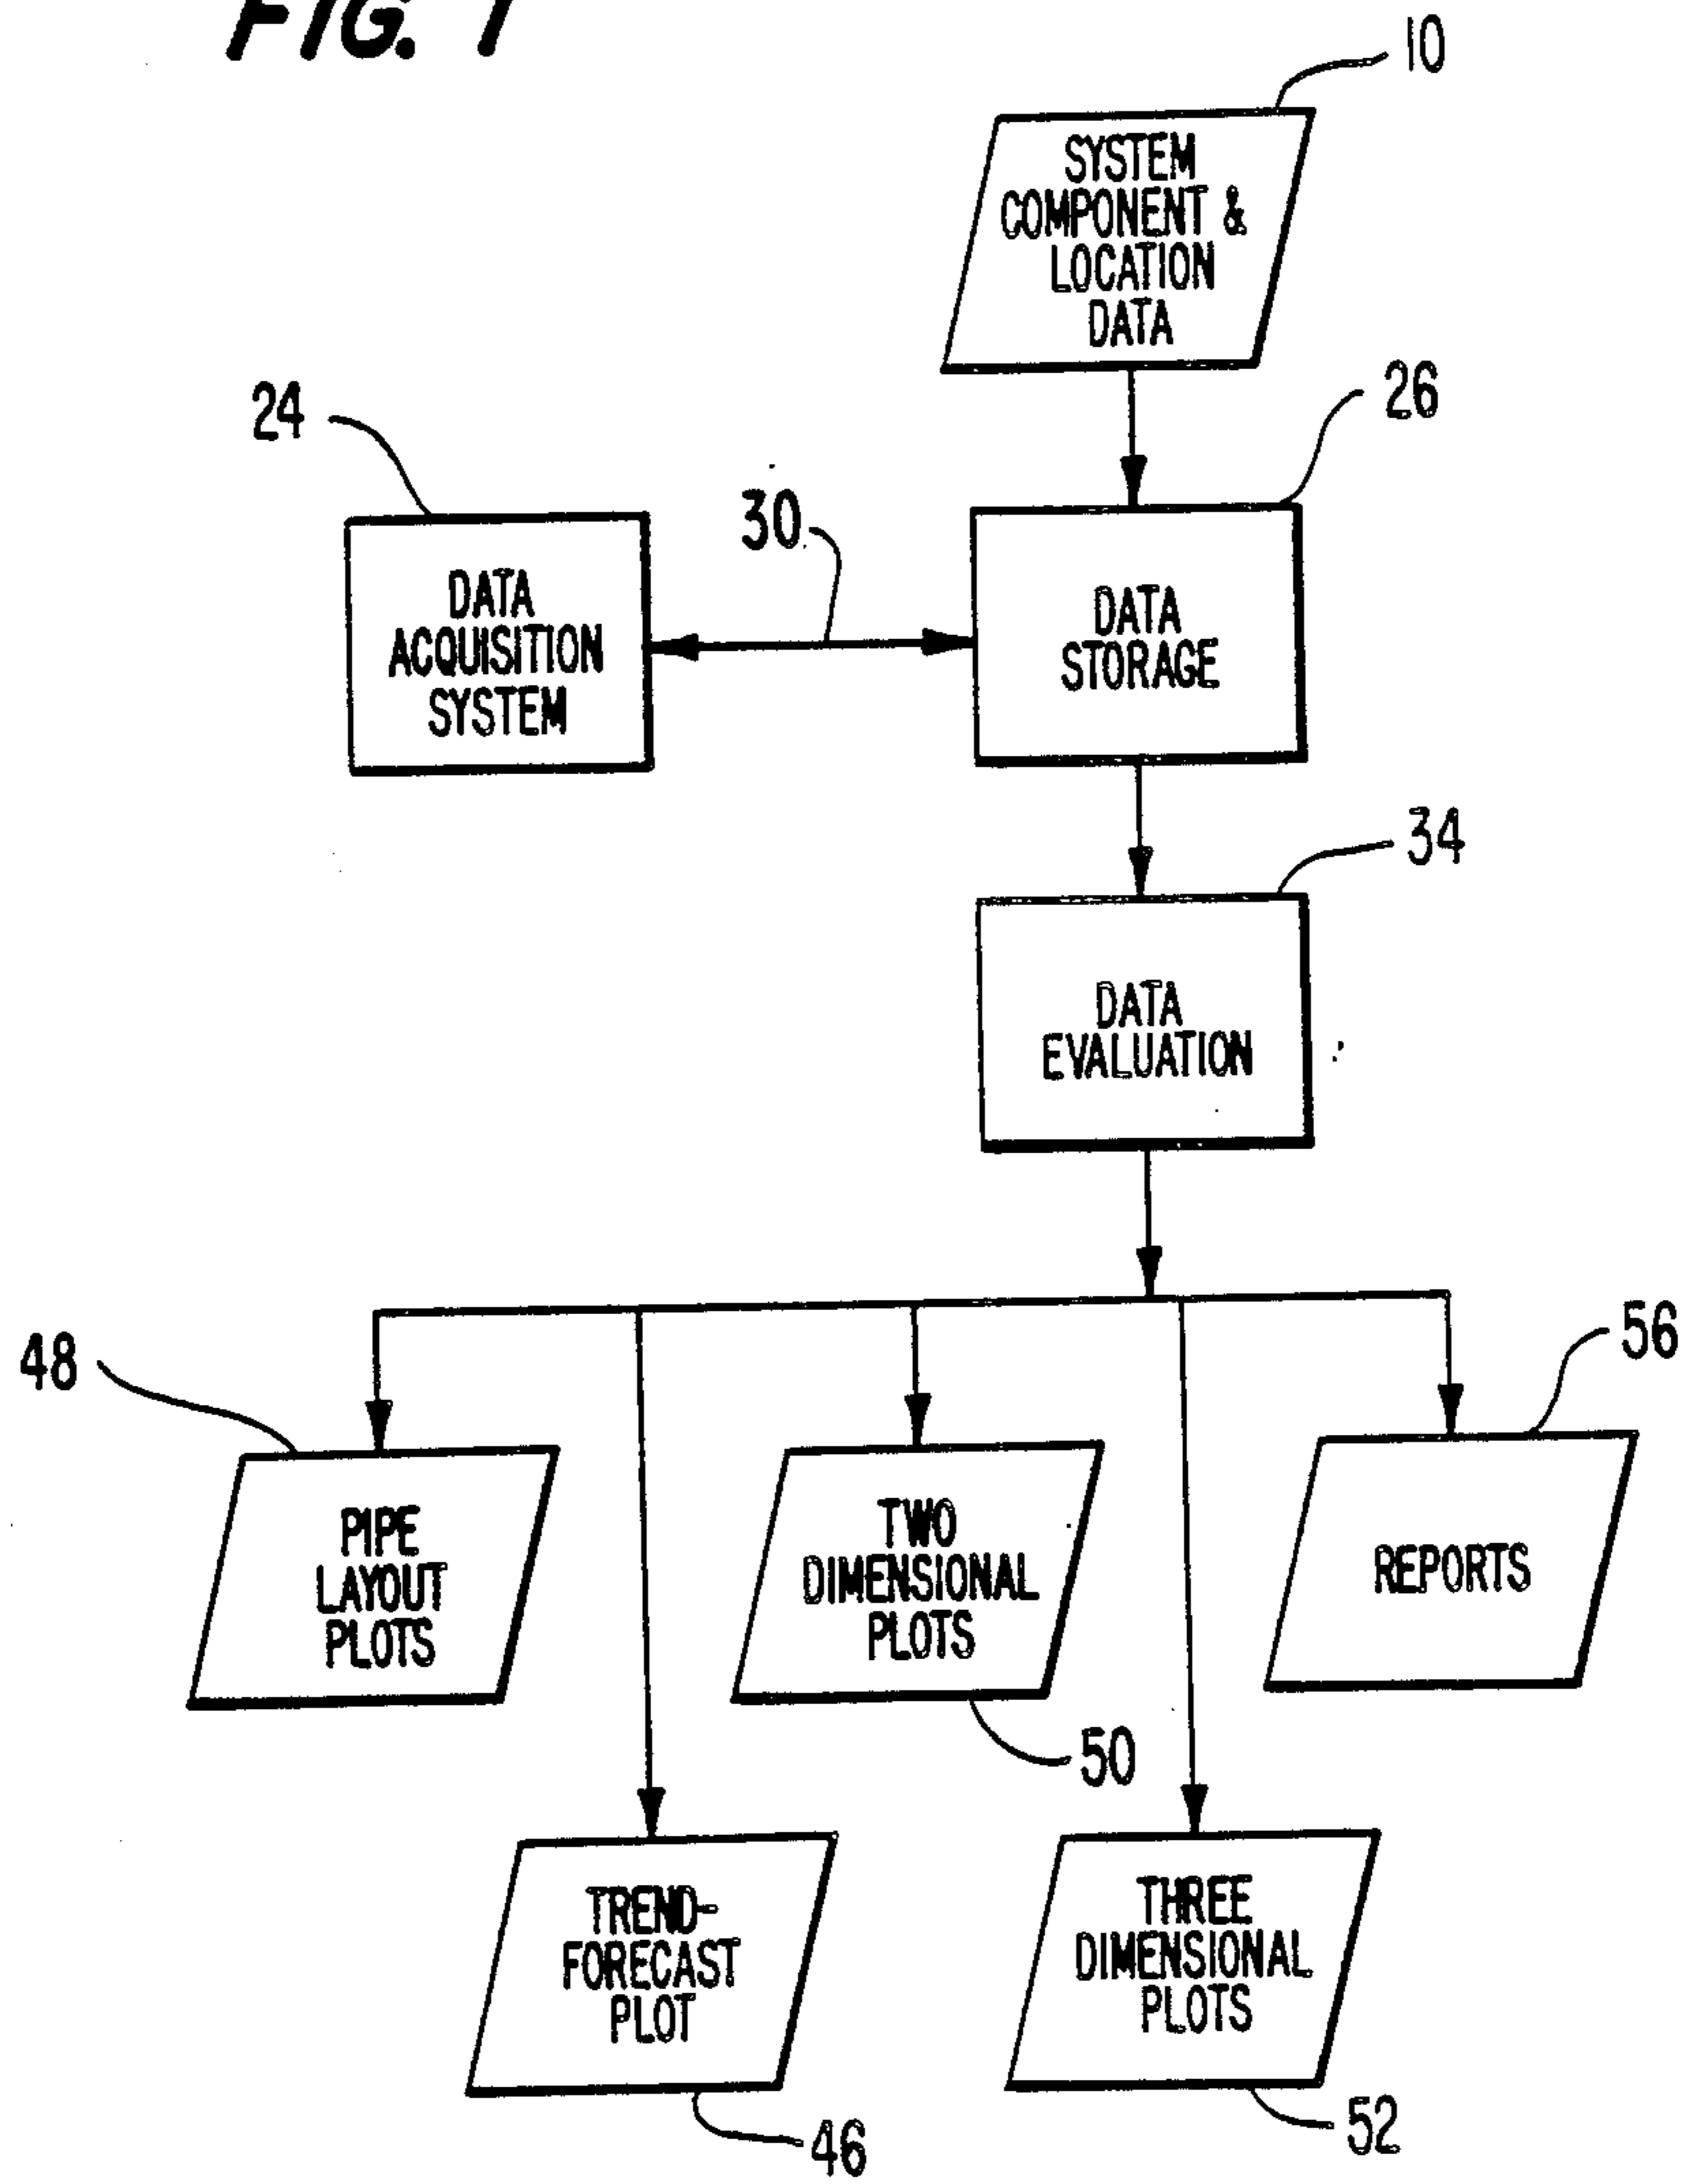 FIG. 1
10
SYSTEM
COMPONENT &
LOCATION
DATA
24
26
30
DATA
ACQUISITION
SYSTEM
DATA
STORAGE
34
DATA
EVALUATION
48
56
PIPE
LAYOUT
PLOTS
TWO
DIMENSIONAL
PLOTS
REPORTS
50
TREND-
FORECAST
PLOT
THREE
DIMENSIONAL
PLOTS
46
52